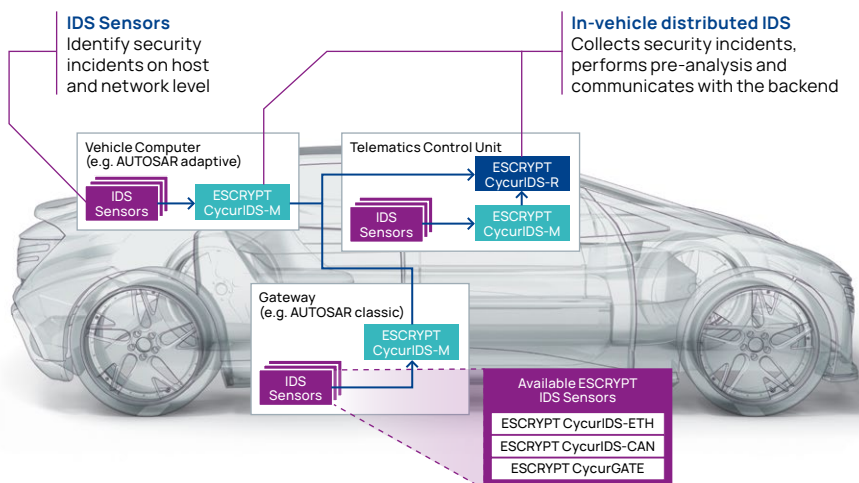 IDS Sensors
Identify security
incidents on host
and network level
In-vehicle distributed IDS
Collects security incidents,
performs pre-analysis and
communicates with the backend
Vehicle Computer
(e.g. AUTOSAR adaptive)
IDS
Sensors
ESCRYPT
CycurIDS-M
Telematics Control Unit
ESCRYPT
CycurIDS-R
IDS
Sensors
ESCRYPT
CycurIDS-M
Gateway
(e.g. AUTOSAR classic)
ESCRYPT
CycurIDS-M
IDS
Sensors
Available ESCRYPT
IDS Sensors
ESCRYPT CycurIDS-ETH
ESCRYPT CycurIDS-CAN
ESCRYPT CycurGATE